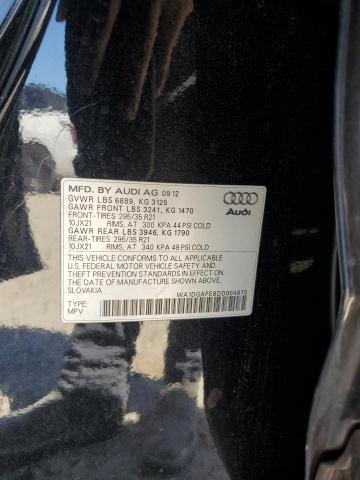 MFD. BY AUDI AG 09 12
GVWR LBS 6889, KG 3125
GAWR FRONT LBS 3241, KG 1470
FRONT-TIRES 295/35 R21
10JX21 RIMS, AT 300 KPA 44 PSI COLD
GAWR REAR LBS 3946, KG 1790
REAR-TIRES 295/35 R21
10JX21 RIMS, AT 340 KPA 49 PSI COLD
Audi
THIS VEHICLE CONFORMS TO ALL APPLICABLE
U.S. FEDERAL MOTOR VEHICLE SAFETY AND
THEFT PREVENTION STANDARDS IN EFFECT ON
THE DATE OF MANUFACTURE SHOWN ABOVE.
SLOVAKIA
TYPE: WA1DGAFE8DD004876
MPV